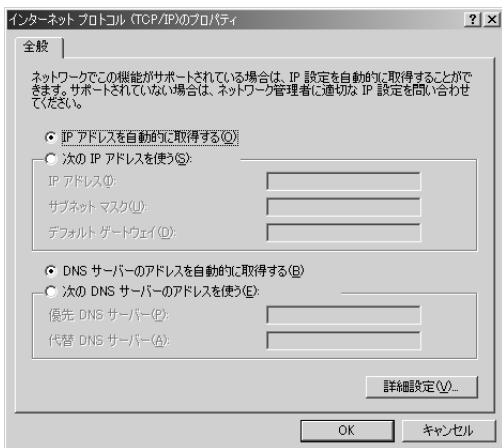 インターネット プロトコル (TCP/IP)のプロパティ
全般
ネットワークでこの機能がサポートされている場合は、IP 設定を自動的に取得することがで
きます。サポートされていない場合は、ネットワーク管理者に適切な IP 設定を問い合わせ
てください。
IP アドレスを自動的に取得する(O)
次の IP アドレスを使う(S):
IP アドレス(I):
サブネット マスク(U):
デフォルト ゲートウェイ(D):
DNS サーバーのアドレスを自動的に取得する(B)
次の DNS サーバーのアドレスを使う(E):
優先 DNS サーバー(P):
代替 DNS サーバー(A):
詳細設定(V)...
OK
キャンセル